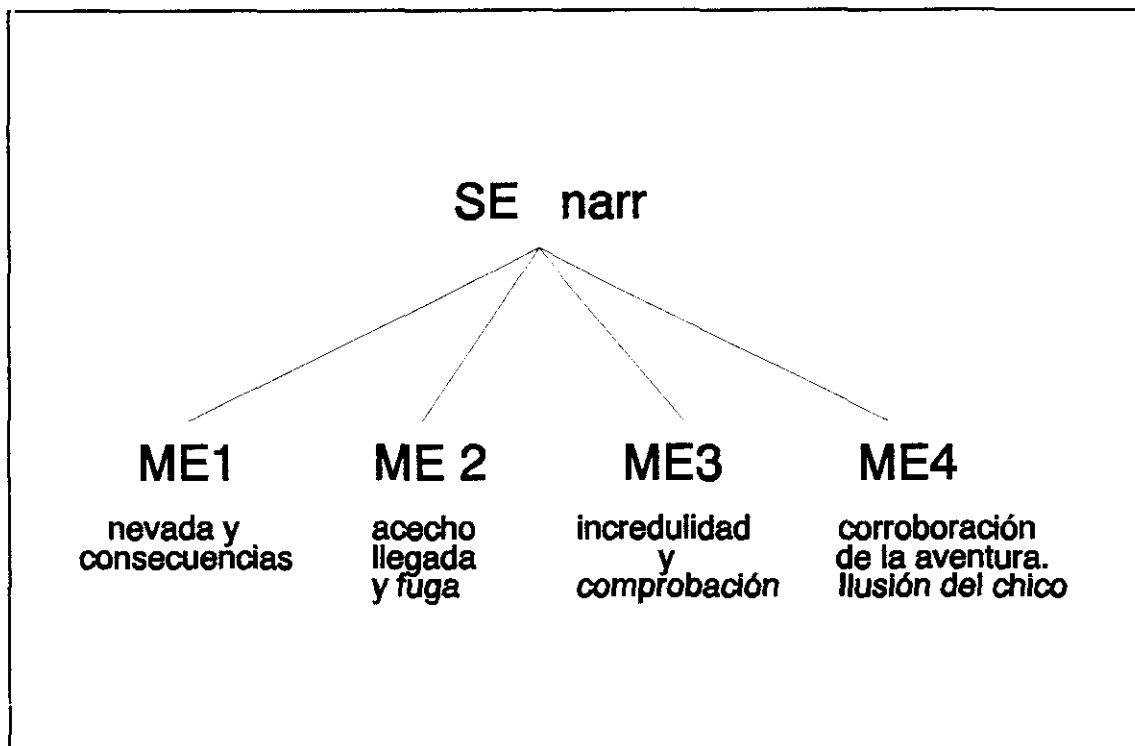 SE narr
ME1
nevada y
consecuencias
ME 2
acecho
llegada
y fuga
ME3
incredulidad
y
comprobación
ME4
corroboración
de la aventura.
Ilusión del chico